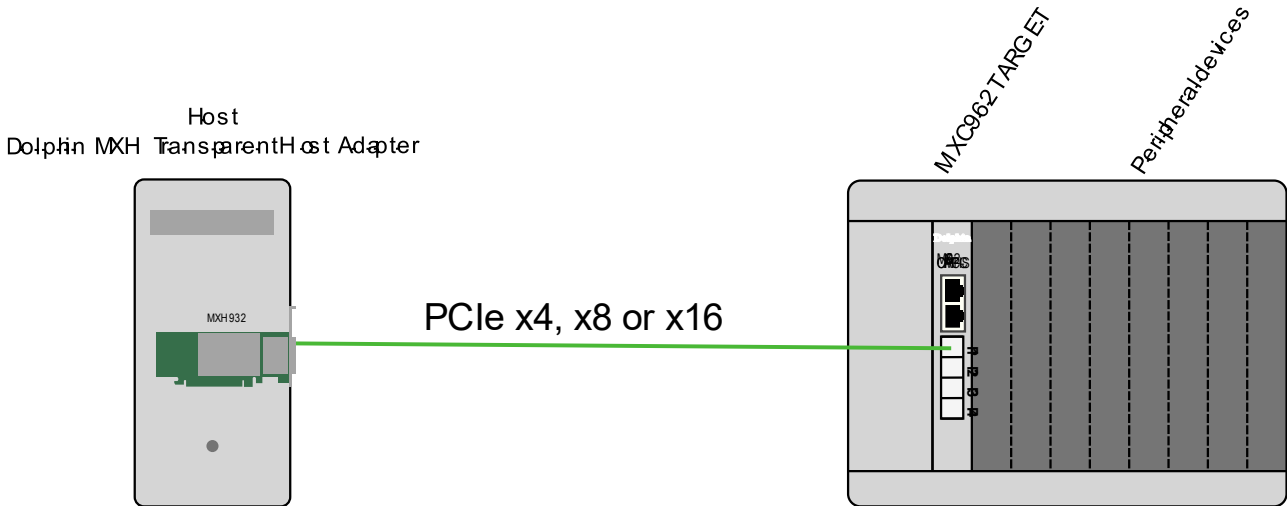 Host
Dolphin MXH Transparent Host Adapter
MXC962 TARGET
Peripheral devices
MXH932
PCIe x4, x8 or x16